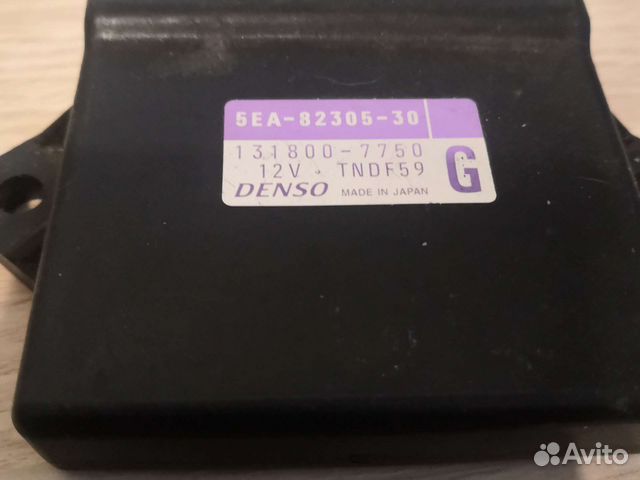 5EA-82305-30
131800-7750
12V . TNDF59
G
DENSO MADE IN JAPAN
Avito